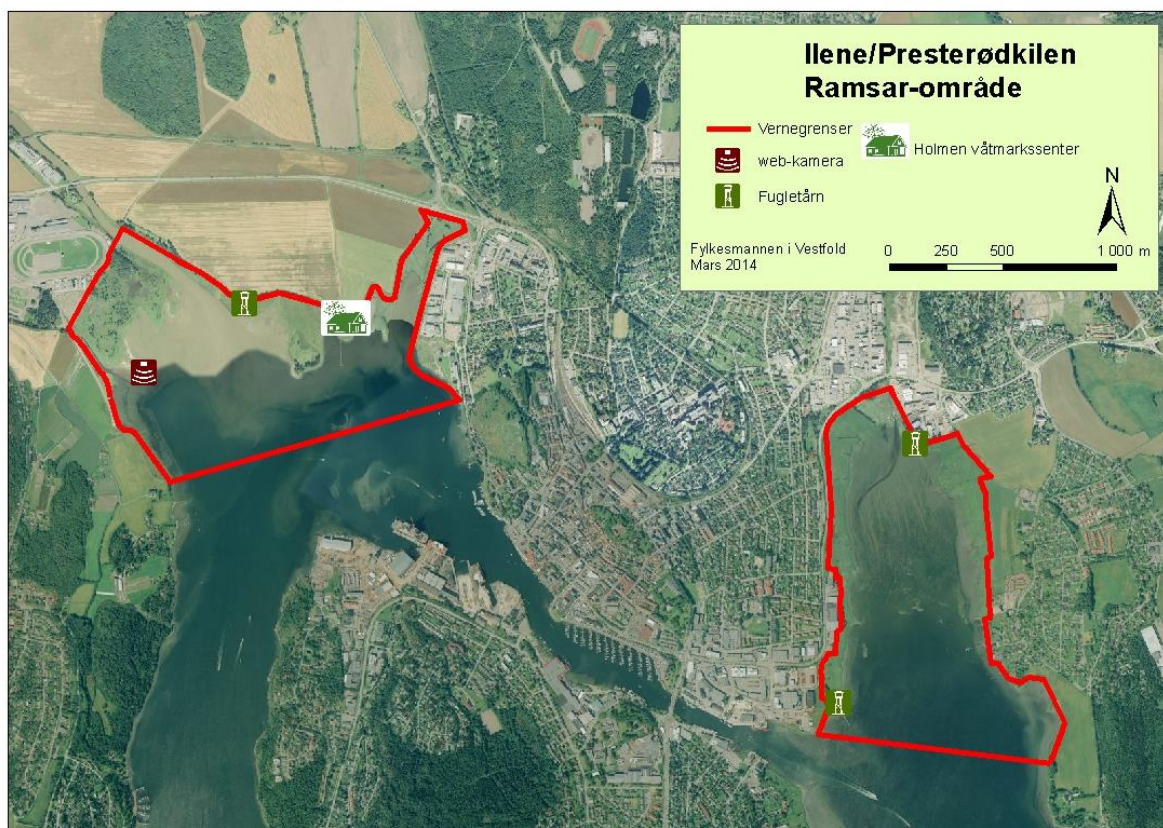 Ilene/Presterødkilen
Ramsar-område
Vernegrenser
Holmen våtmarkssenter
web-kamera
Fugletårn
N
Fylkesmannen i Vestfold
Mars 2014
0 250 500 1 000 m